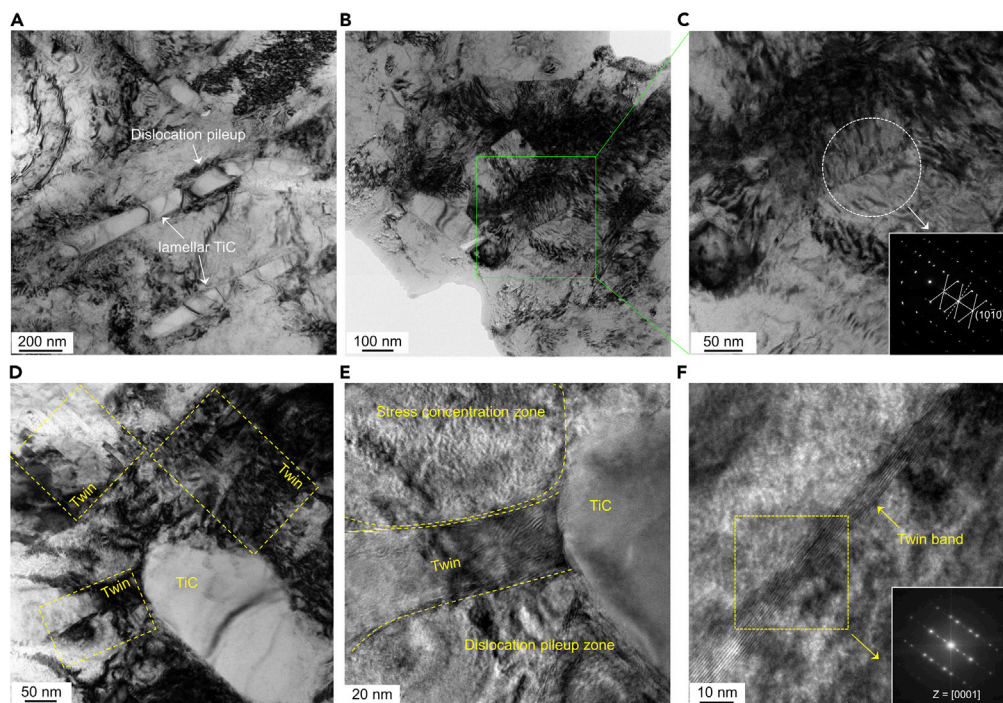 A
B
C
Dislocation pileup
lamellar TiC
(1010)
200 nm
100 nm
50 nm
D
E
F
Stress concentration zone
Twin
Twin
TiC
Twin
Twin band
TiC
Twin
Dislocation pileup zone
50 nm
20 nm
10 nm
Z = [0001]